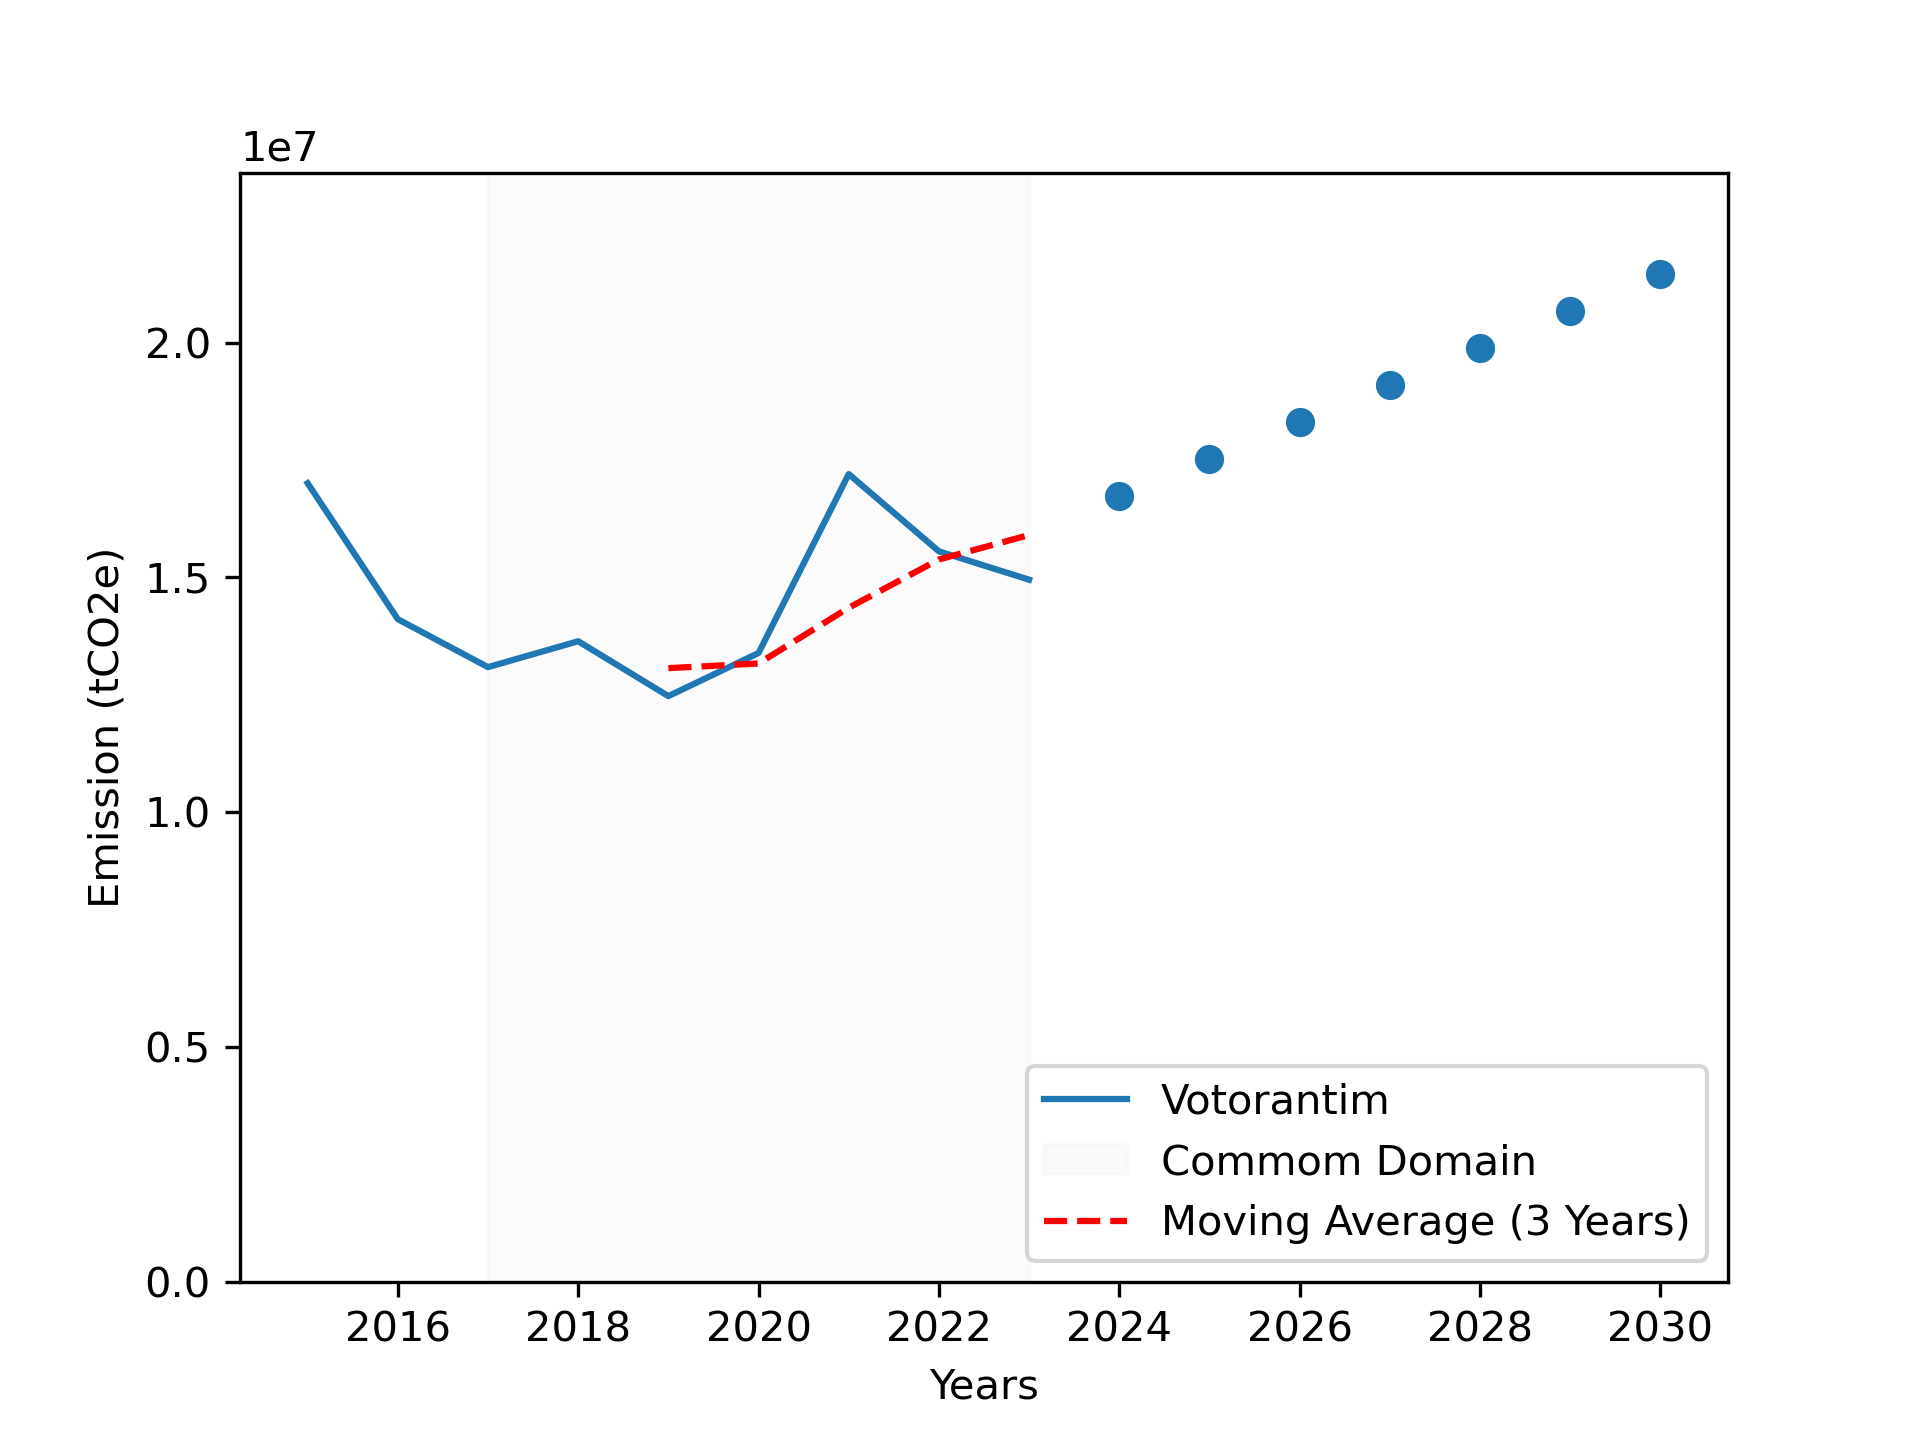 1e7
2.0
1.5
1.0
0.5
0.0
Emission (tCO2e)
2016 2018 2020 2022 2024 2026 2028 2030
Years
Votorantim
Commom Domain
Moving Average (3 Years)